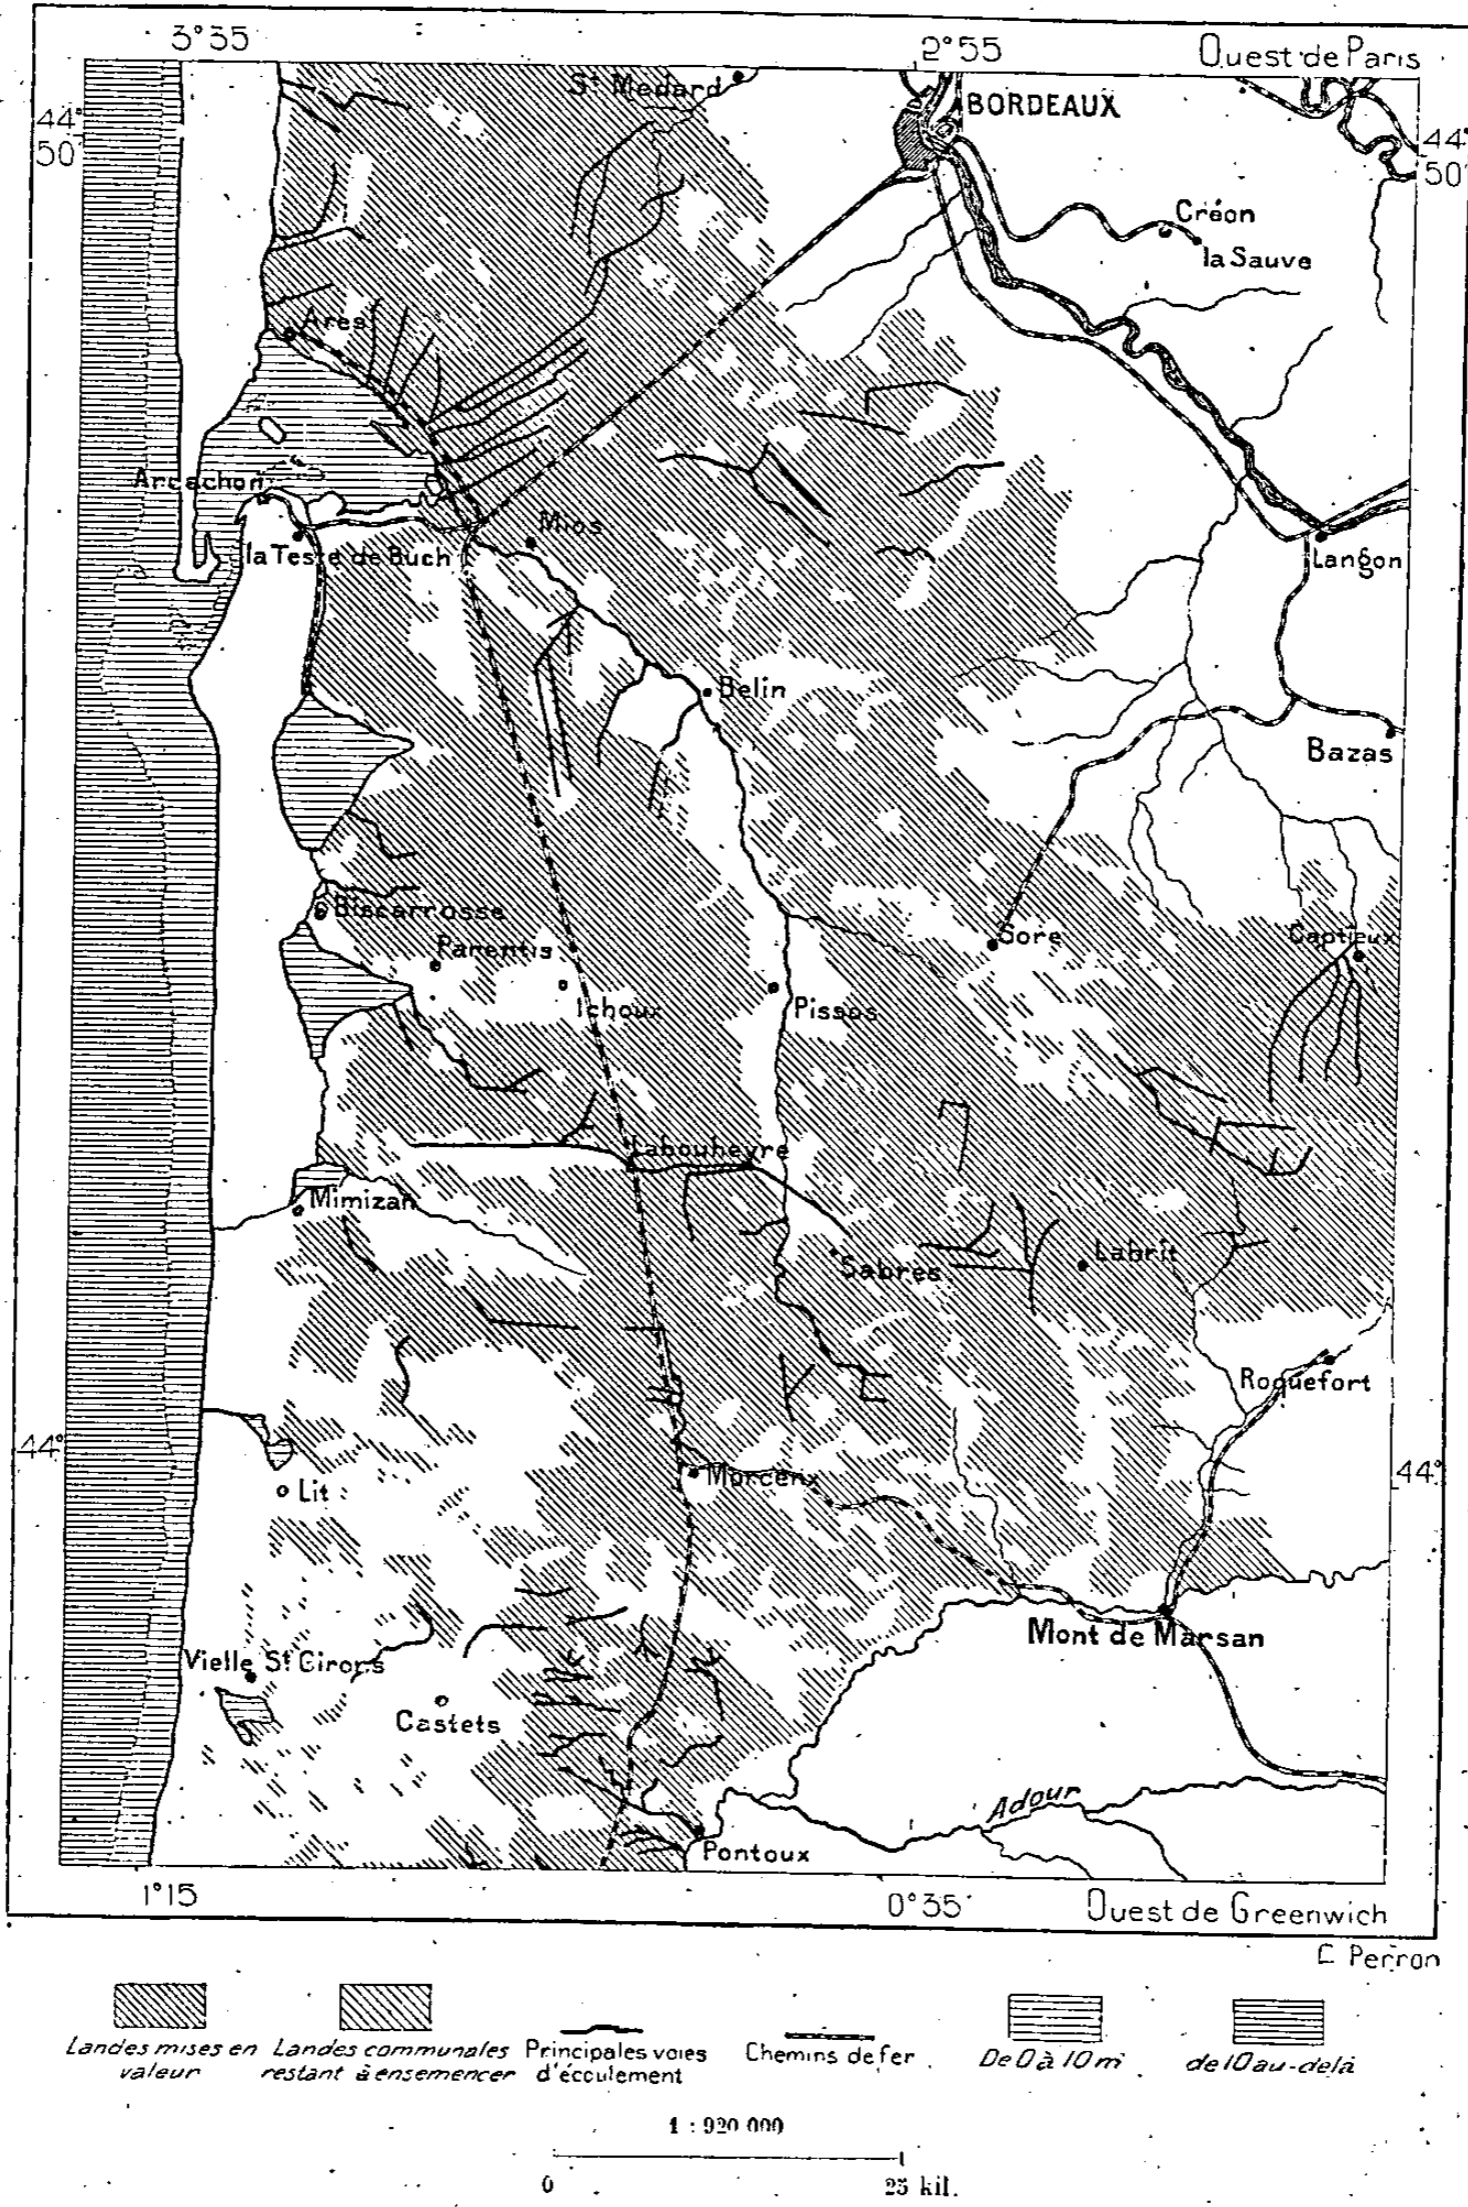 3°35
2°55
Ouest de Paris
44°
50'
St Medard
BORDEAUX
44°
50'
Créon
la Sauve
Ares
Arcachon
Mios
la Teste de Buch
Langon
Belin
Bazas
Biscarrosse
Parentis
Sore
Captieux
Ichoux
Pissos
Labouheyre
Mimizan
Labrit
Sabres
Roquefort
44°
Morcenx
44°
Lit
Mont de Marsan
Vielle St Girons
Castets
Adour
Pontoux
1°15
0°35'
Ouest de Greenwich
C Perron
Landes mises en
valeur
Landes communales
restant à ensemencer
Principales voies
d'écculement
Chemins de fer
De 0 à 10 m
de 10 au-delà
1 : 920 000
0
25 kil.